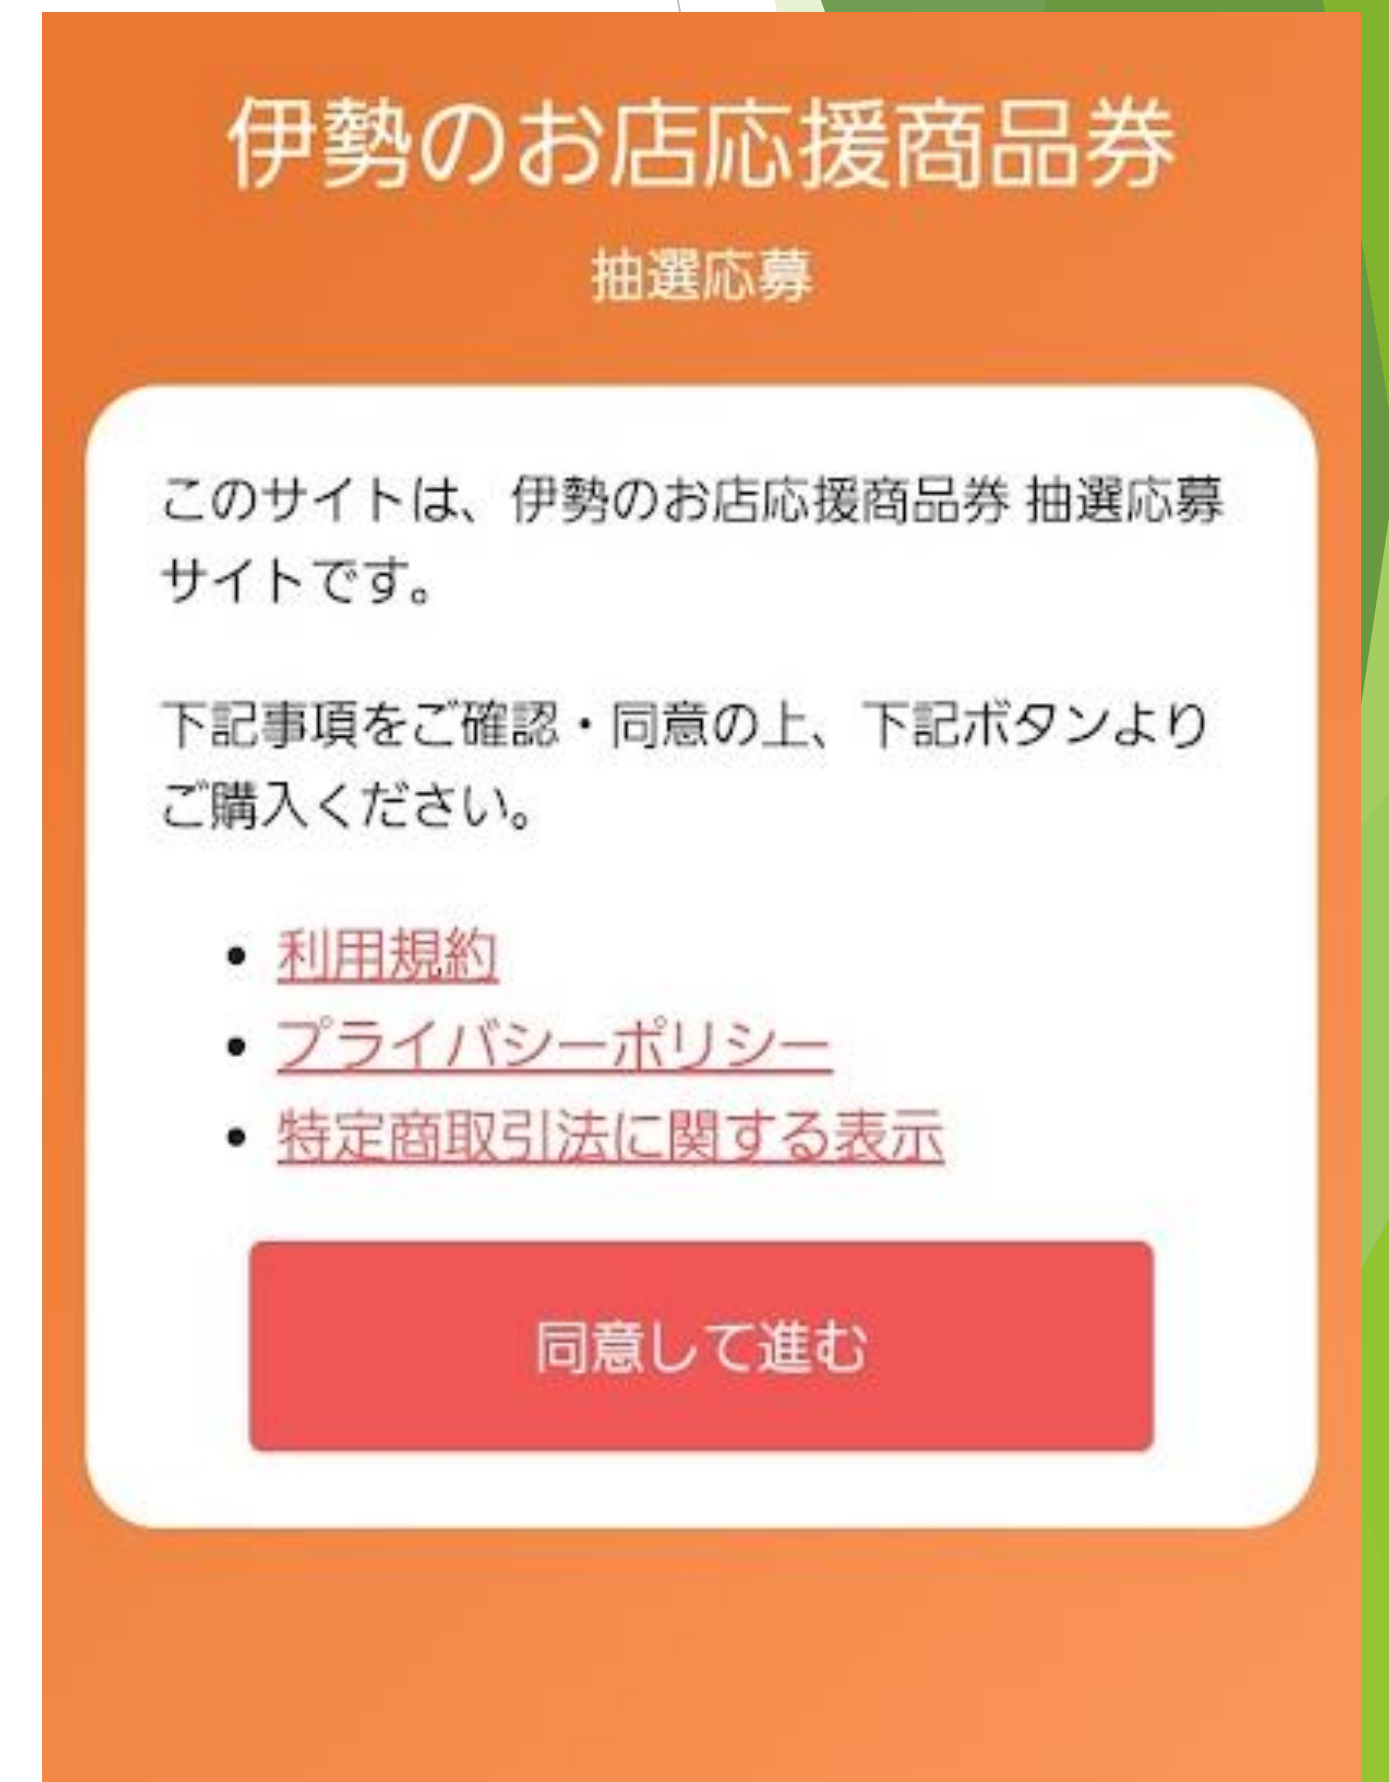 伊勢のお店応援商品券
抽選応募
このサイトは、伊勢のお店応援商品券 抽選応募
サイトです。
下記事項をご確認・同意の上、下記ボタンより
ご購入ください。
• 利用規約
• プライバシーポリシー
• 特定商取引法に関する表示
同意して進む